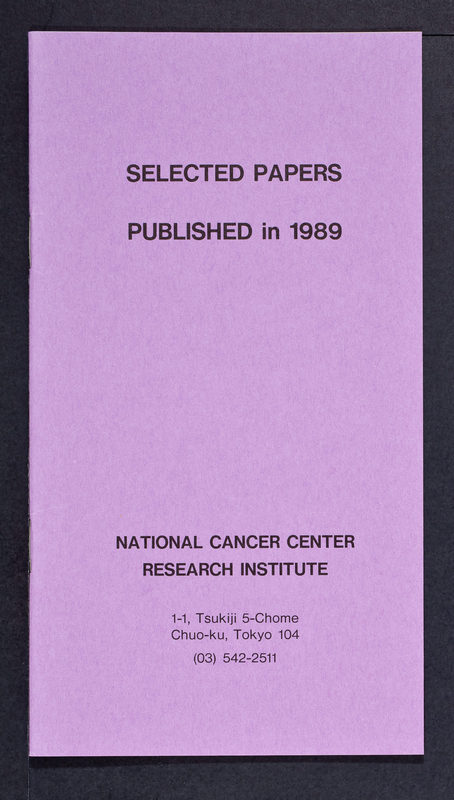 SELECTED PAPERS
PUBLISHED in 1989
NATIONAL CANCER CENTER
RESEARCH INSTITUTE
1-1, Tsukiji 5-Chome
Chuo-ku, Tokyo 104
(03) 542-2511